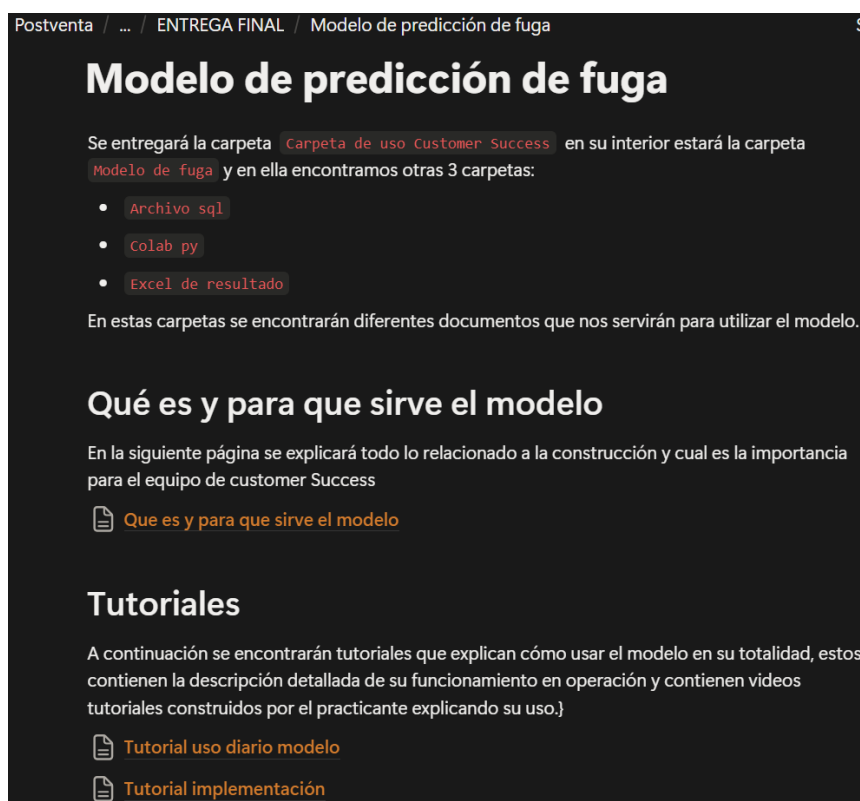 Postventa / ... / ENTREGA FINAL / Modelo de predicción de fuga
Modelo de predicción de fuga
Se entregará la carpeta Carpeta de uso Customer Success en su interior estará la carpeta
Modelo de fuga y en ella encontramos otras 3 carpetas:
• Archivo sql
• Colab py
• Excel de resultado
En estas carpetas se encontrarán diferentes documentos que nos servirán para utilizar el modelo.
Qué es y para que sirve el modelo
En la siguiente página se explicará todo lo relacionado a la construcción y cual es la importancia
para el equipo de customer Success
Que es y para que sirve el modelo
Tutoriales
A continuación se encontrarán tutoriales que explican cómo usar el modelo en su totalidad, estos
contienen la descripción detallada de su funcionamiento en operación y contienen videos
tutoriales construidos por el practicante explicando su uso.}
Tutorial uso diario modelo
Tutorial implementación